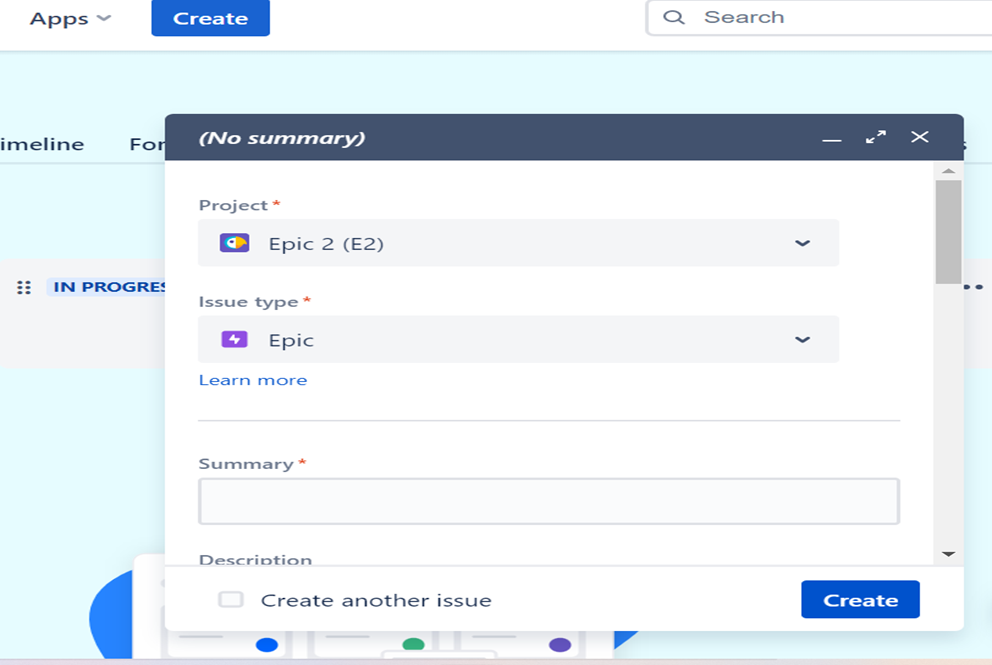 Apps
Create
Search
imeline
For
(No summary)
s
Project *
Epic 2 (E2)
IN PROGRES
Issue type *
Epic
Learn more
Summary *
Description
Create another issue
Create